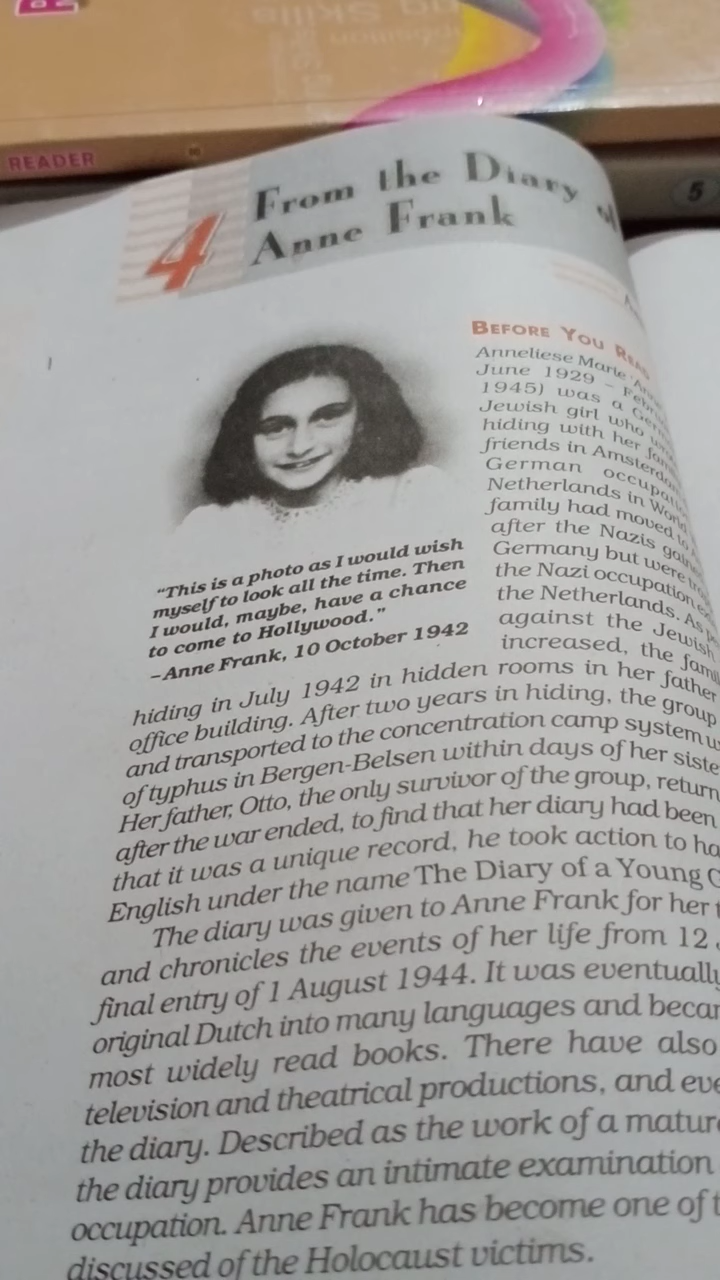 READER
5
4
From the Diary
Anne Frank
BEFORE YOU READ
Anneliese Marie
June 1929 –
1945) was a
Jewish girl who
hiding with her
friends in
German
Netherlands in World
family had moved
after the Nazis
Germany but were
the Nazi occupation
the Netherlands. As
against the Jewish
increased, the
"This is a photo as I would wish
myself to look all the time. Then
I would, maybe, have a chance
to come to Hollywood."
–Anne Frank, 10 October 1942
hiding in July 1942 in hidden rooms in her father
office building. After two years in hiding, the group
and transported to the concentration camp system
of typhus in Bergen-Belsen within days of her
Her father, Otto, the only survivor of the group,
after the war ended, to find that her diary had been
that it was a unique record, he took action to
English under the name The Diary of a Young
The diary was given to Anne Frank for her
and chronicles the events of her life from 12
final entry of 1 August 1944. It was eventually
original Dutch into many languages and
most widely read books. There have also
television and theatrical productions, and
the diary. Described as the work of a
the diary provides an intimate examination
occupation. Anne Frank has become one of
discussed of the Holocaust victims.